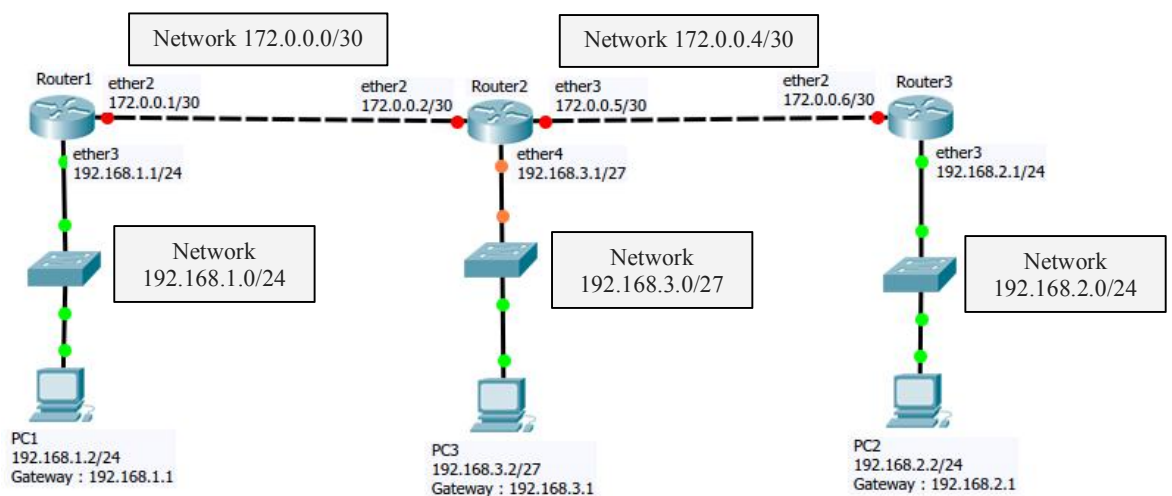 Network 172.0.0.0/30
Network 172.0.0.4/30
Router1
ether2
172.0.0.1/30
ether2
172.0.0.2/30
Router2
ether3
172.0.0.5/30
ether2
172.0.0.6/30
Router3
ether3
192.168.1.1/24
ether4
192.168.3.1/27
ether3
192.168.2.1/24
Network
192.168.1.0/24
Network
192.168.3.0/27
Network
192.168.2.0/24
PC1
192.168.1.2/24
Gateway : 192.168.1.1
PC3
192.168.3.2/27
Gateway : 192.168.3.1
PC2
192.168.2.2/24
Gateway : 192.168.2.1